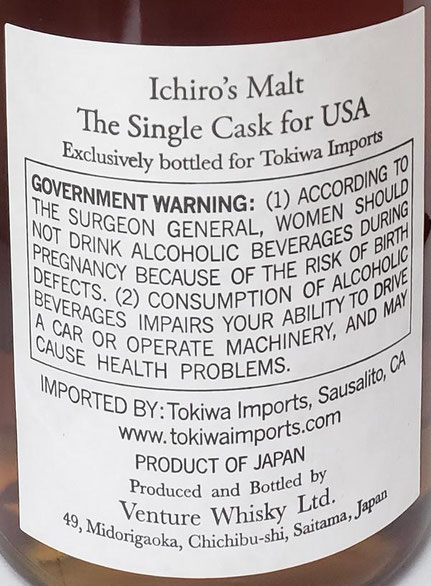 Ichiro's Malt
The Single Cask for USA
Exclusively bottled for Tokiwa Imports
GOVERNMENT WARNING: (1) ACCORDING TO
THE SURGEON GENERAL, WOMEN SHOULD
NOT DRINK ALCOHOLIC BEVERAGES DURING
PREGNANCY BECAUSE OF THE RISK OF BIRTH
DEFECTS. (2) CONSUMPTION OF ALCOHOLIC
BEVERAGES IMPAIRS YOUR ABILITY TO DRIVE
A CAR OR OPERATE MACHINERY, AND MAY
CAUSE HEALTH PROBLEMS.
IMPORTED BY: Tokiwa Imports, Sausalito, CA
www.tokiwaimports.com
PRODUCT OF JAPAN
Produced and Bottled by
Venture Whisky Ltd.
49, Midorigaoka, Chichibu-shi, Saitama, Japan